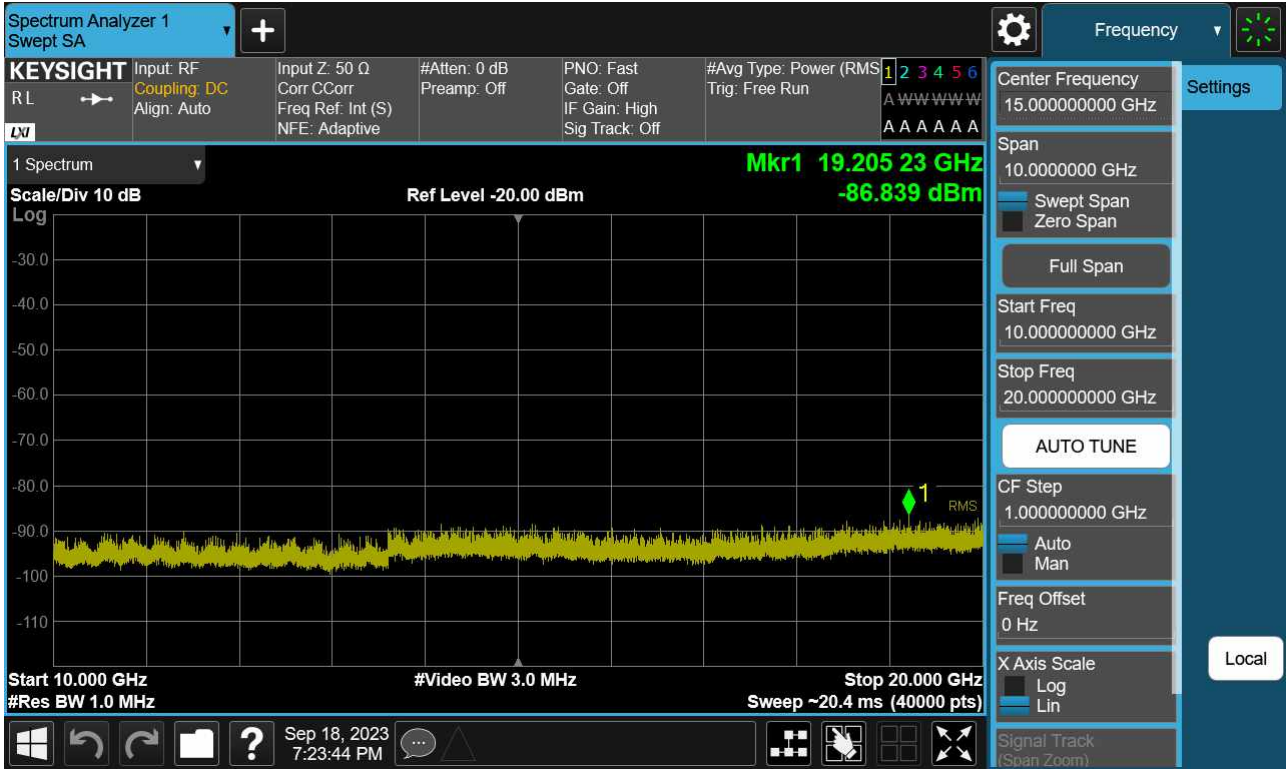 Spectrum Analyzer 1
Swept SA
Frequency
KEYSIGHT
R L
LXI
Input: RF
Coupling: DC
Align: Auto
Input Z: 50 Ω
Corr CCorr
Freq Ref: Int (S)
NFE: Adaptive
#Atten: 0 dB
Preamp: Off
PNO: Fast
Gate: Off
IF Gain: High
Sig Track: Off
#Avg Type: Power (RMS
Trig: Free Run
1 2 3 4 5 6
A W W W W W
A A A A A A
1 Spectrum
Scale/Div 10 dB
Log
Ref Level -20.00 dBm
Mkr1 19.205 23 GHz
-86.839 dBm
-30.0
-40.0
-50.0
-60.0
-70.0
-80.0
-90.0
-100
-110
1
RMS
Start 10.000 GHz
#Res BW 1.0 MHz
#Video BW 3.0 MHz
Stop 20.000 GHz
Sweep ~20.4 ms (40000 pts)
Center Frequency
15.000000000 GHz
Span
10.0000000 GHz
Swept Span
Zero Span
Full Span
Start Freq
10.000000000 GHz
Stop Freq
20.000000000 GHz
AUTO TUNE
CF Step
1.000000000 GHz
Auto
Man
Freq Offset
0 Hz
X Axis Scale
Log
Lin
Signal Track
(Span Zoom)
Settings
Local
?
Sep 18, 2023
7:23:44 PM